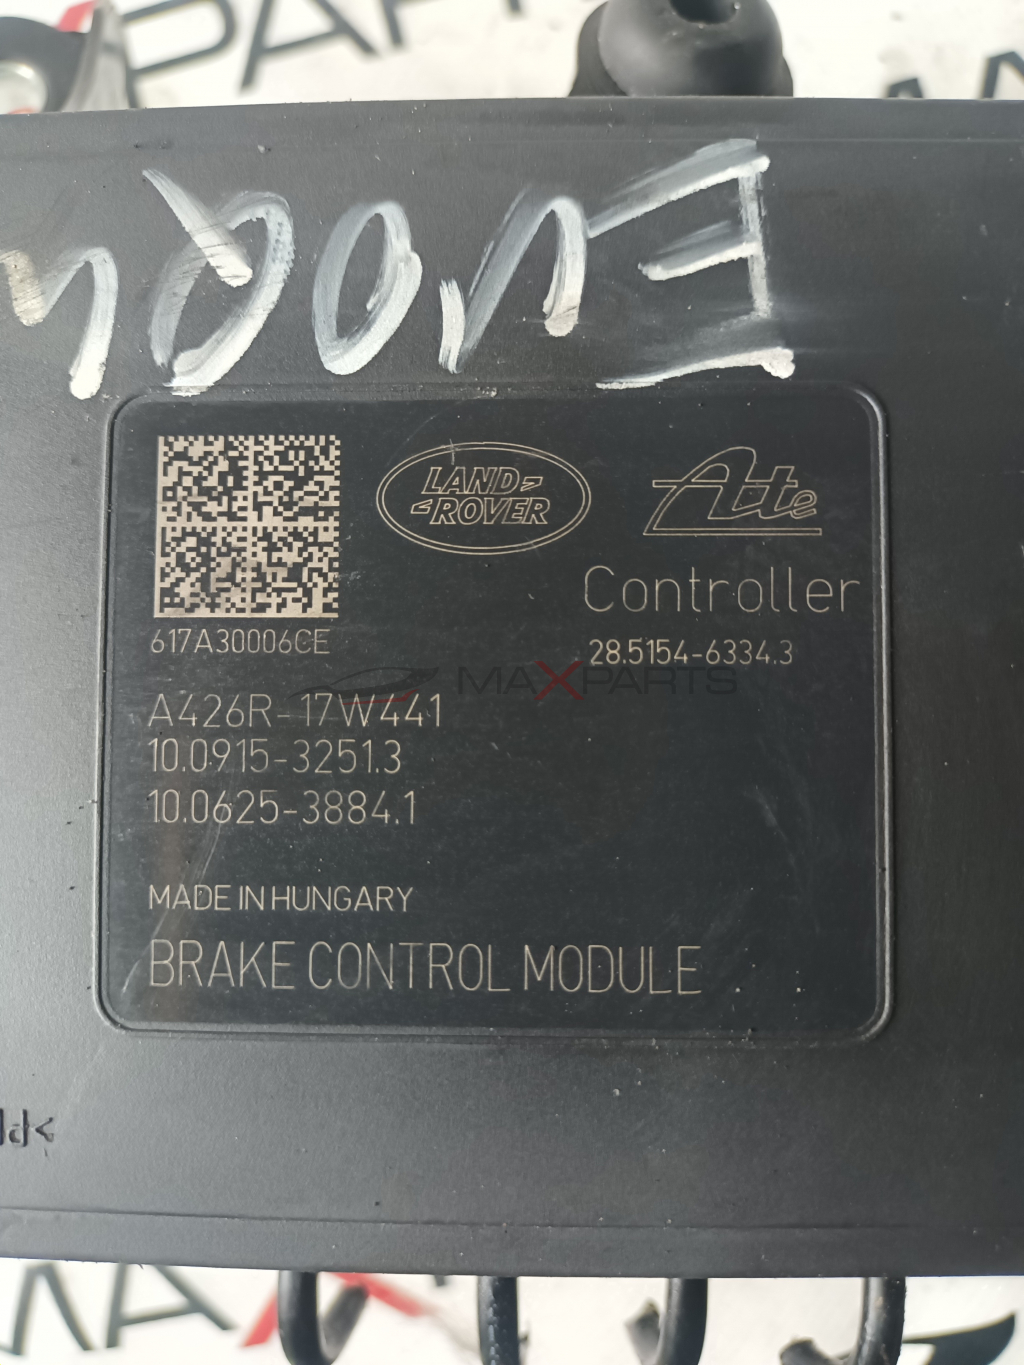 EVOQU
LAND
ROVER
Ate
Controller
617A30006CE
28.5154-6334.3
MAXPARTS
A426R-17W441
10.0915-3251.3
10.0625-3884.1
MADE IN HUNGARY
BRAKE CONTROL MODULE